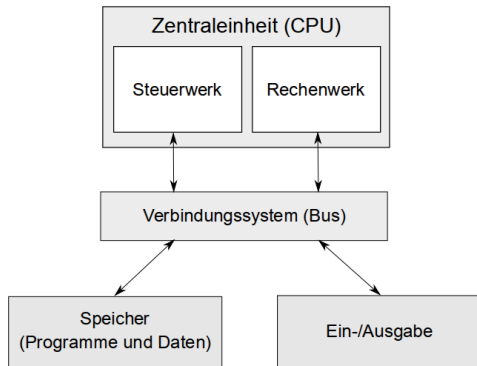 Zentraleinheit (CPU)
Steuerwerk
Rechenwerk
Verbindungssystem (Bus)
Speicher
(Programme und Daten)
Ein-/Ausgabe